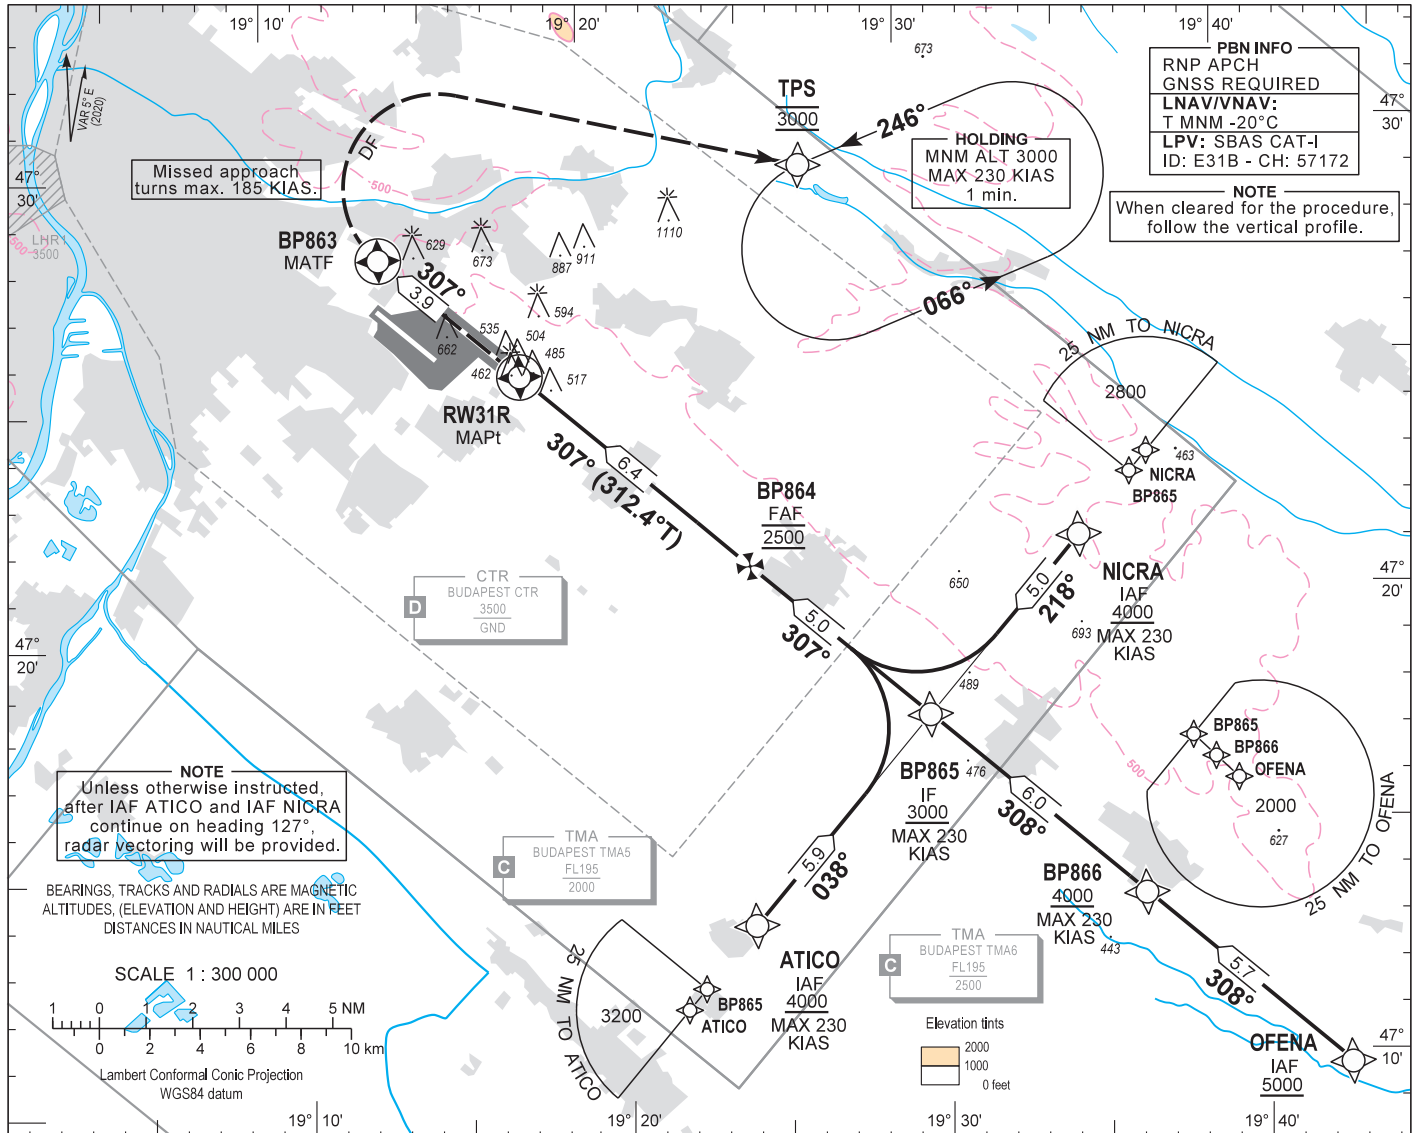 19° 10'
19° 20'
19° 30'
19° 40'
673
PBN INFO
RNP APCH
GNSS REQUIRED
LNAV/VNAV:
T MNM -20°C
LPV: SBAS CAT-I
ID: E31B - CH: 57172
47°
30'
VAR 5° E
(2020)
TPS
3000
246°
HOLDING
MNM ALT 3000
MAX 230 KIAS
1 min.
DF
Missed approach
turns max. 185 KIAS.
500
47°
30'
NOTE
When cleared for the procedure,
follow the vertical profile.
LHR1
3500
500
BP863
MATF
629
673
887
911
1110
307°
3.9
066°
594
535
504
485
662
462
517
25 NM TO NICRA
2800
RW31R
MAPt
307° (312.4°T)
6.4
463
NICRA
BP865
BP864
FAF
2500
CTR
BUDAPEST CTR
3500
GND
D
650
5.0
218°
NICRA
IAF
4000
MAX 230
KIAS
693
47°
20'
47°
20'
5.0
307°
489
BP865
BP866
OFENA
2000
627
25 NM TO OFENA
500
BP865
IF
3000
MAX 230
KIAS
476
6.0
308°
NOTE
Unless otherwise instructed,
after IAF ATICO and IAF NICRA
continue on heading 127°,
radar vectoring will be provided.
TMA
BUDAPEST TMA5
FL195
2000
C
5.9
038°
BP866
4000
MAX 230
KIAS
443
BEARINGS, TRACKS AND RADIALS ARE MAGNETIC
ALTITUDES, (ELEVATION AND HEIGHT) ARE IN FEET
DISTANCES IN NAUTICAL MILES
TMA
BUDAPEST TMA6
FL195
2500
C
5.7
308°
ATICO
IAF
4000
MAX 230
KIAS
25 NM TO ATICO
3200
BP865
ATICO
SCALE 1 : 300 000
1 0 1 2 3 4 5 NM
0 2 4 6 8 10 km
Lambert Conformal Conic Projection
WGS84 datum
Elevation tints
2000
1000
0 feet
OFENA
IAF
5000
47°
10'
19° 10'
19° 20'
19° 30'
19° 40'